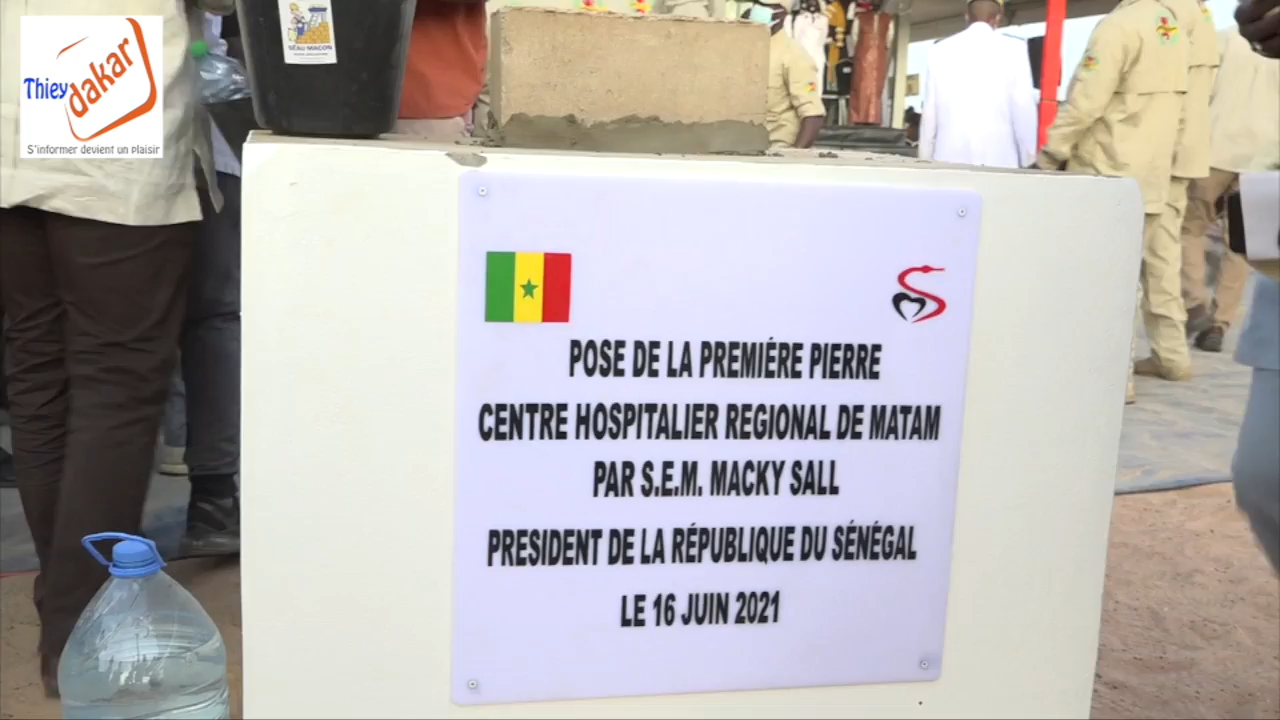 Thiey dakar
S'informer devient un plaisir
SEAU MAÇON
POSE DE LA PREMIÉRE PIERRE
CENTRE HOSPITALIER REGIONAL DE MATAM
PAR S.E.M. MACKY SALL
PRESIDENT DE LA RÉPUBLIQUE DU SÉNÉGAL
LE 16 JUIN 2021